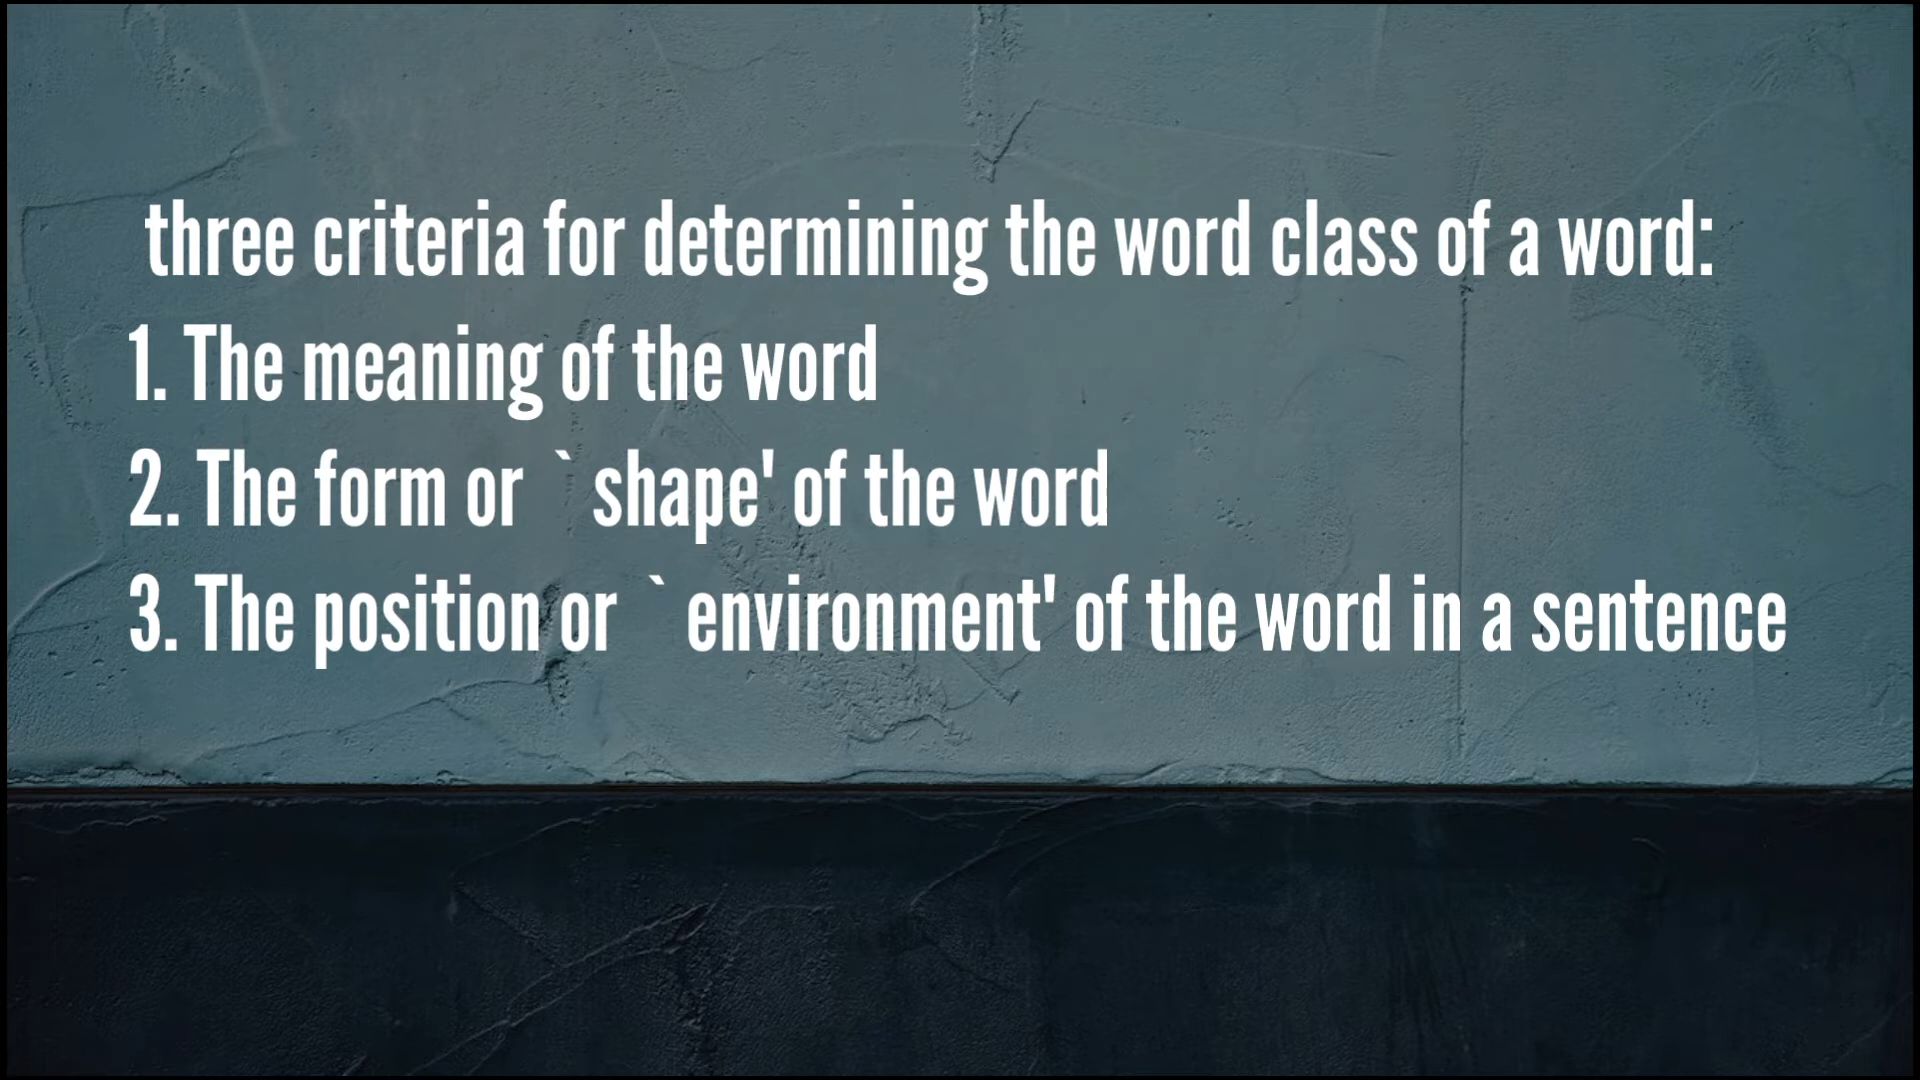 three criteria for determining the word class of a word:
1. The meaning of the word
2. The form or ` shape' of the word
3. The position or ` environment' of the word in a sentence